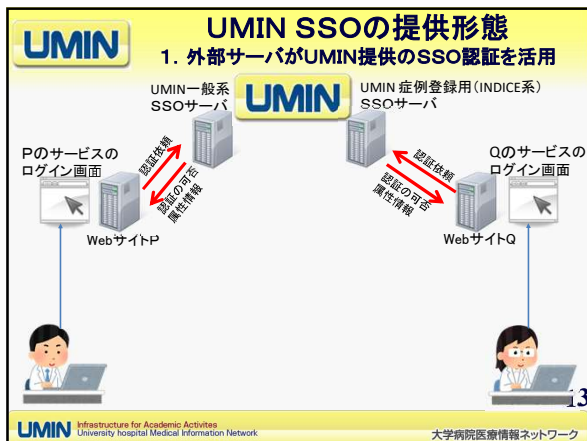 UMIN
UMIN SSOの提供形態
1．外部サーバがUMIN提供のSSO認証を活用
UMIN一般系
SSOサーバ
UMIN
UMIN 症例登録用(INDICE系)
SSOサーバ
Pのサービスの
ログイン画面
認証依頼
認証の可否
属性情報
WebサイトP
認証依頼
認証の可否
属性情報
Qのサービスの
ログイン画面
WebサイトQ
13
UMIN
Infrastructure for Academic Activites
University hospital Medical Information Network
大学病院医療情報ネットワーク